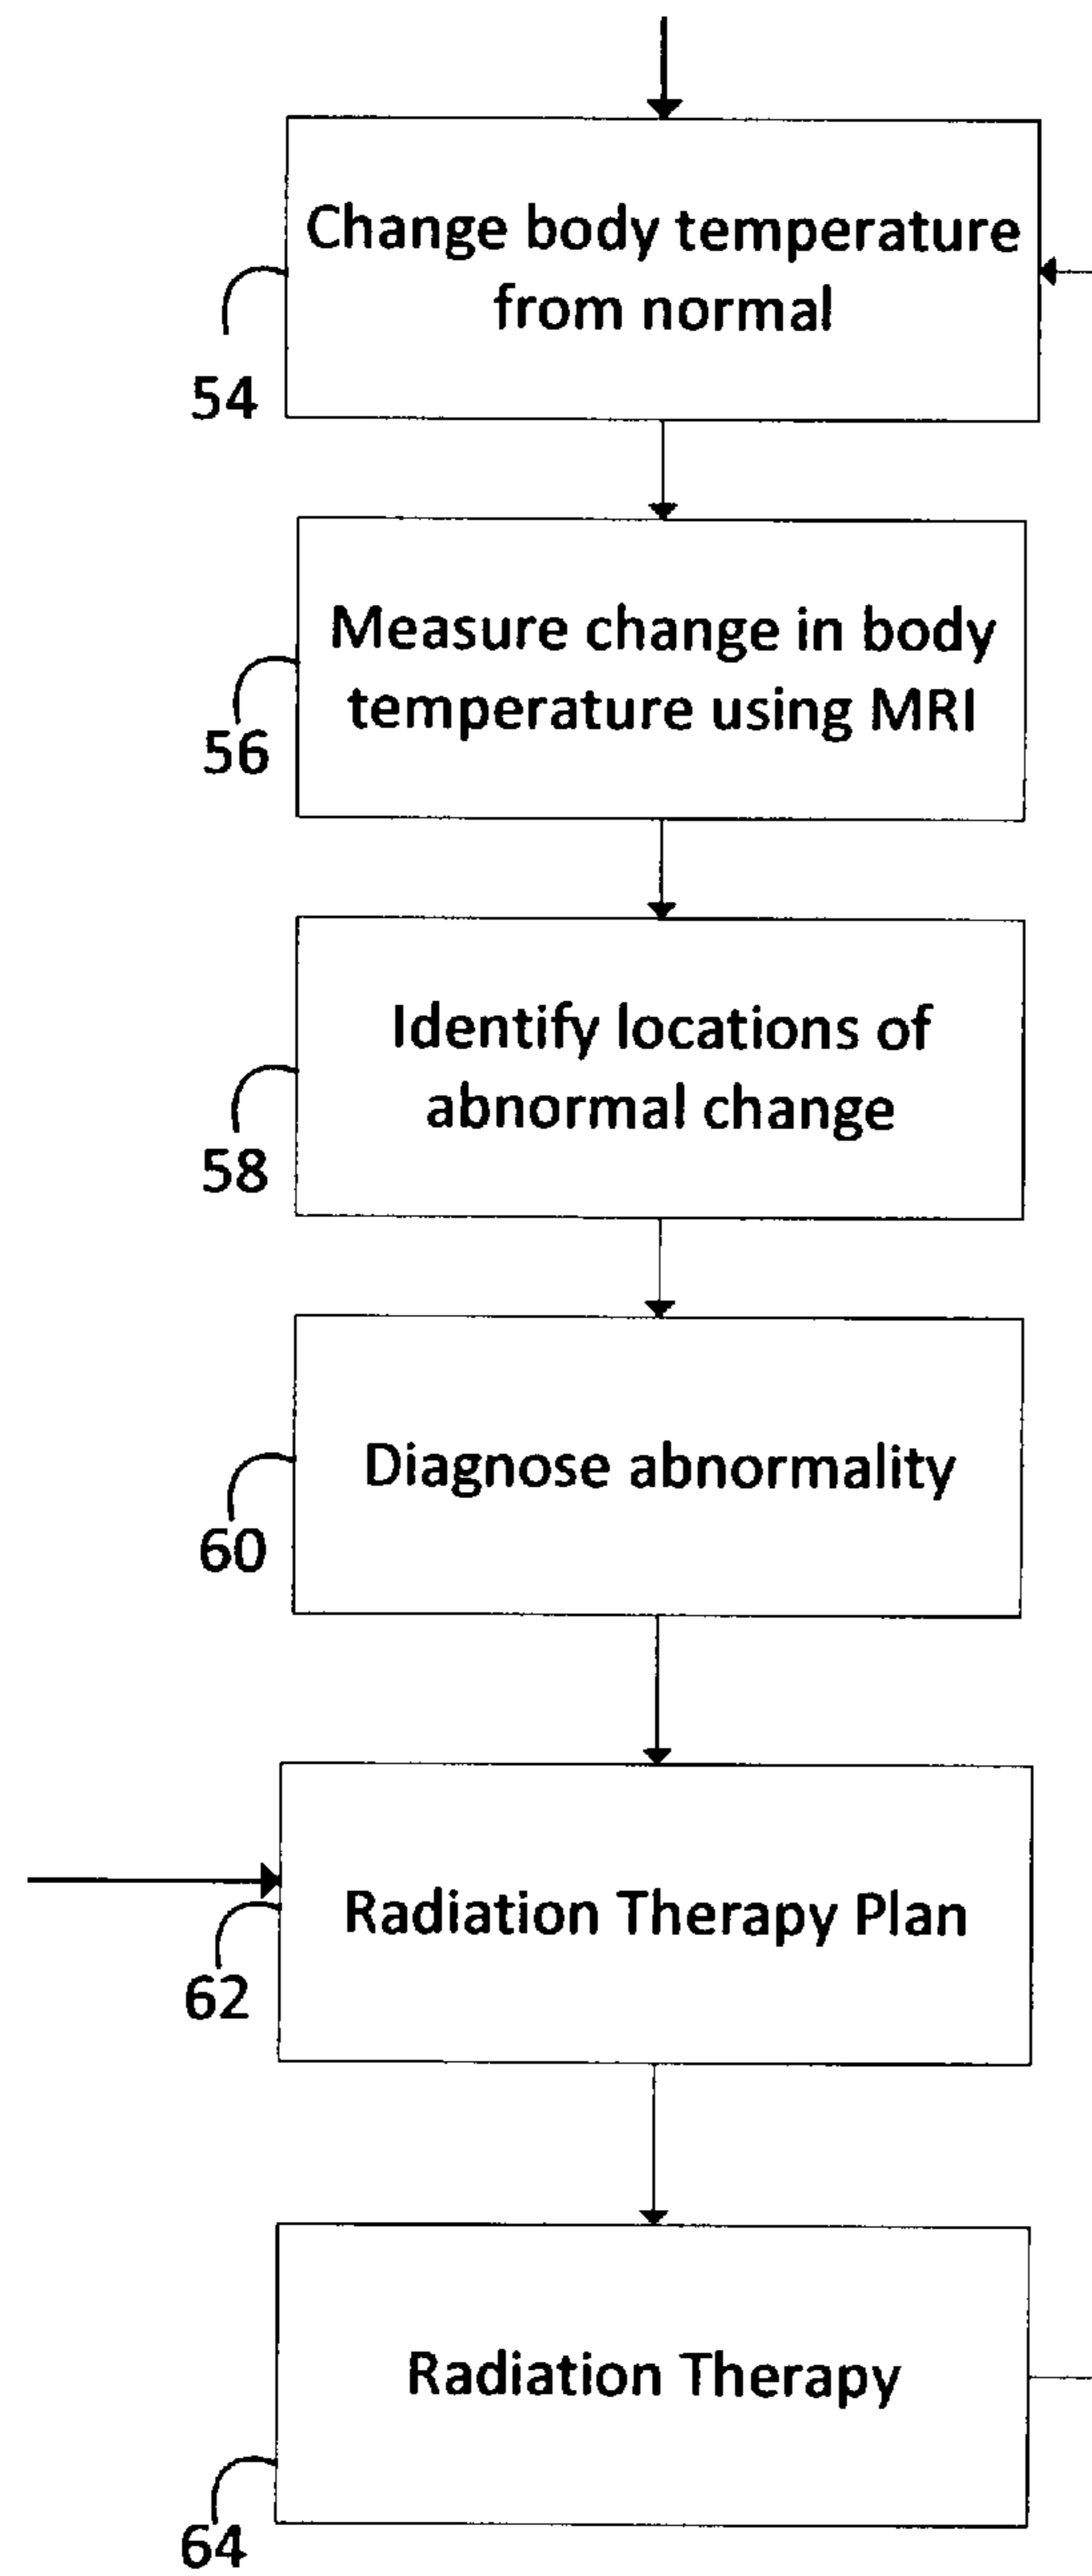 Change body temperature
from normal
54
Measure change in body
temperature using MRI
56
Identify locations of
abnormal change
58
Diagnose abnormality
60
Radiation Therapy Plan
62
Radiation Therapy
64